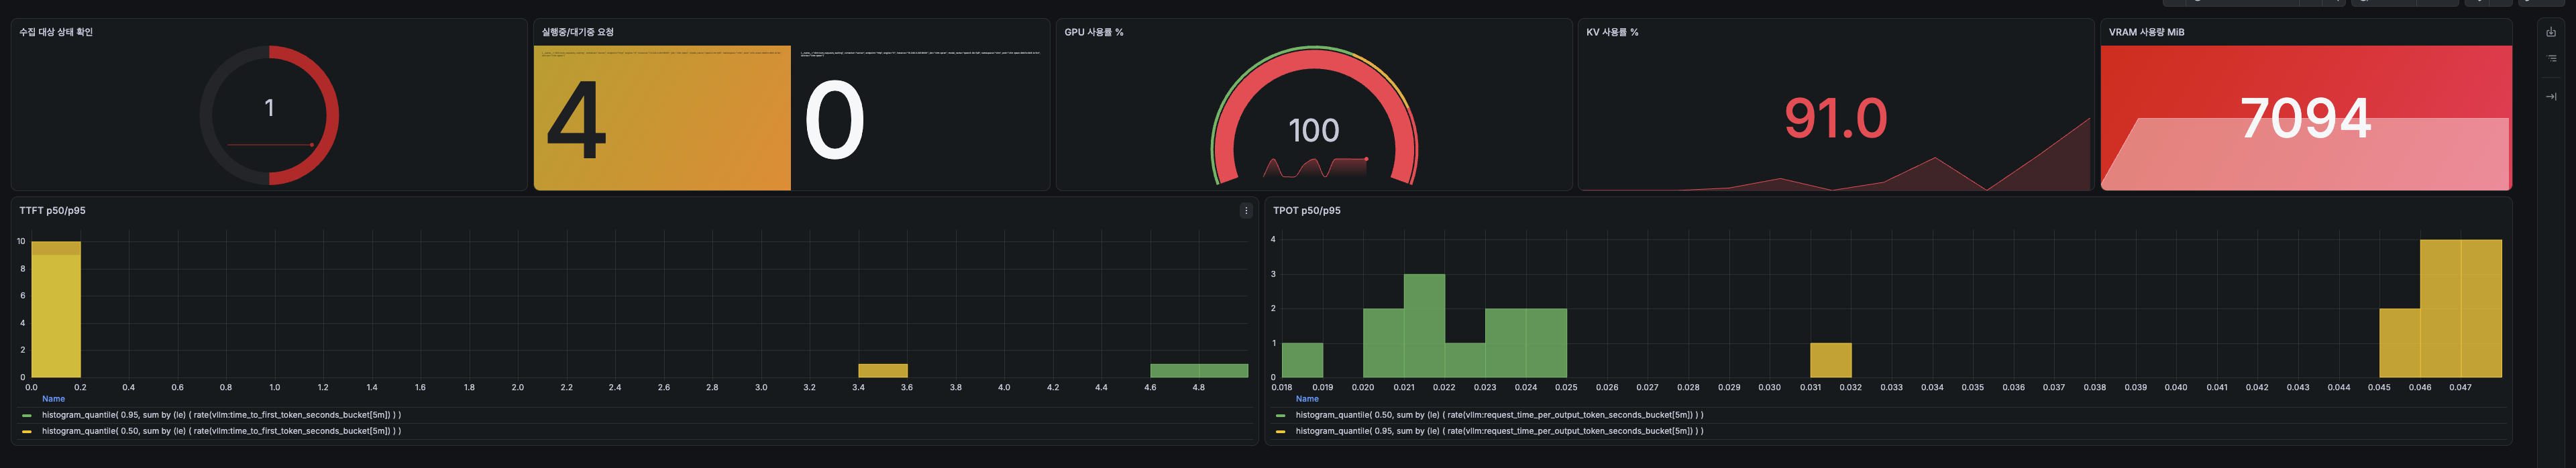 수집 대상 상태 확인
1
실행중/대기중 요청
4
0
GPU 사용률 %
100
KV 사용률 %
91.0
VRAM 사용량 MiB
7094
TTFT p50/p95
10
8
6
4
2
0
0.0 0.2 0.4 0.6 0.8 1.0 1.2 1.4 1.6 1.8 2.0 2.2 2.4 2.6 2.8 3.0 3.2 3.4 3.6 3.8 4.0 4.2 4.4 4.6 4.8
Name
histogram_quantile( 0.95, sum by (le) ( rate(vllm:time_to_first_token_seconds_bucket[5m]) ) )
histogram_quantile( 0.50, sum by (le) ( rate(vllm:time_to_first_token_seconds_bucket[5m]) ) )
TPOT p50/p95
4
3
2
1
0
0.018 0.019 0.020 0.021 0.022 0.023 0.024 0.025 0.026 0.027 0.028 0.029 0.030 0.031 0.032 0.033 0.034 0.035 0.036 0.037 0.038 0.039 0.040 0.041 0.042 0.043 0.044 0.045 0.046 0.047
Name
histogram_quantile( 0.50, sum by (le) ( rate(vllm:request_time_per_output_token_seconds_bucket[5m]) ) )
histogram_quantile( 0.95, sum by (le) ( rate(vllm:request_time_per_output_token_seconds_bucket[5m]) ) )